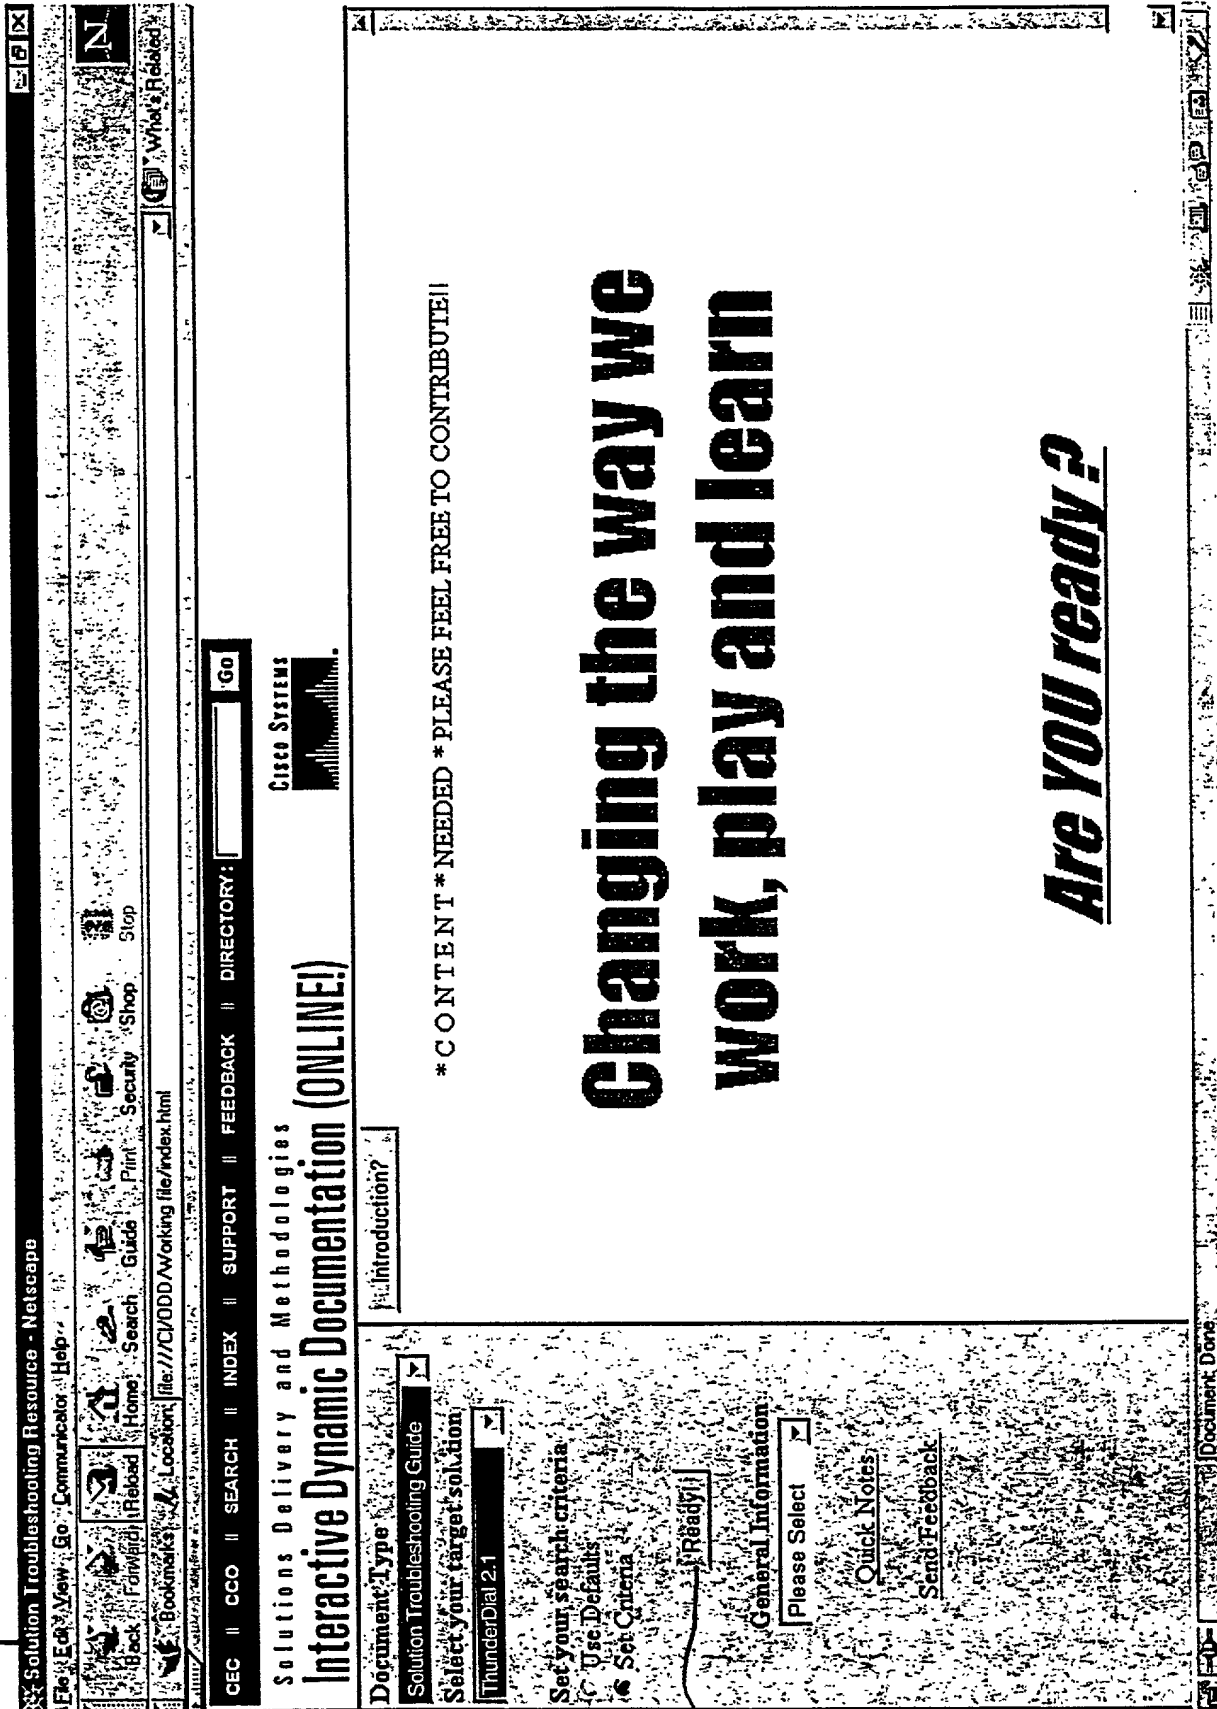 Solution Troubleshooting Resource - Netscape
File Edit View Go Communicator Help
Back Forward Reload Home Search Guide Print Security Shop Stop
Bookmarks Location: file:///C|/ODD/Working file/index.html What's Related
CEC || CCO || SEARCH || INDEX || SUPPORT || FEEDBACK || DIRECTORY: Go
Solutions Delivery and Methodologies
Interactive Dynamic Documentation (ONLINE!)
CISCO SYSTEMS
Document Type
Solution Troubleshooting Guide
Select your target solution
ThunderDial 2.1
Set your search criteria
Use Defaults
Set Criteria
Ready!
General Information
Please Select
Quick Notes
Send Feedback
Introduction?
* C O N T E N T * NEEDED * PLEASE FEEL FREE TO CONTRIBUTE!!
Changing the way we
work, play and learn
Are YOU ready ?
Document: Done